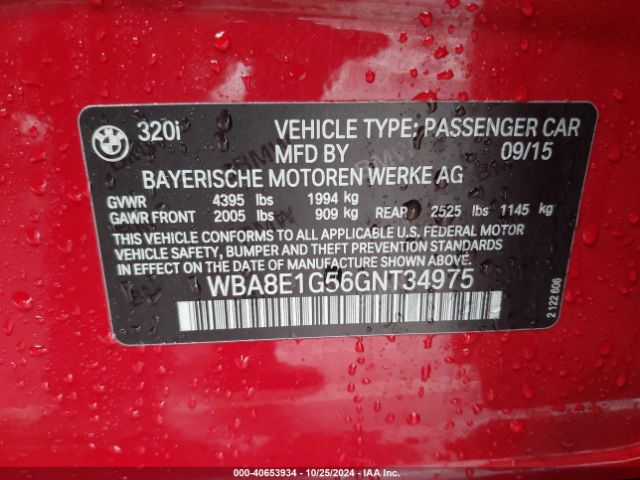 BMW
320i VEHICLE TYPE: PASSENGER CAR
MFD BY 09/15
BAYERISCHE MOTOREN WERKE AG
GVWR 4395 lbs 1994 kg
GAWR FRONT 2005 lbs 909 kg REAR 2525 lbs 1145 kg
THIS VEHICLE CONFORMS TO ALL APPLICABLE U.S. FEDERAL MOTOR
VEHICLE SAFETY, BUMPER AND THEFT PREVENTION STANDARDS
IN EFFECT ON THE DATE OF MANUFACTURE SHOWN ABOVE.
WBA8E1G56GNT34975
2 122 606
000-40653934 - 10/25/2024 - IAA Inc.